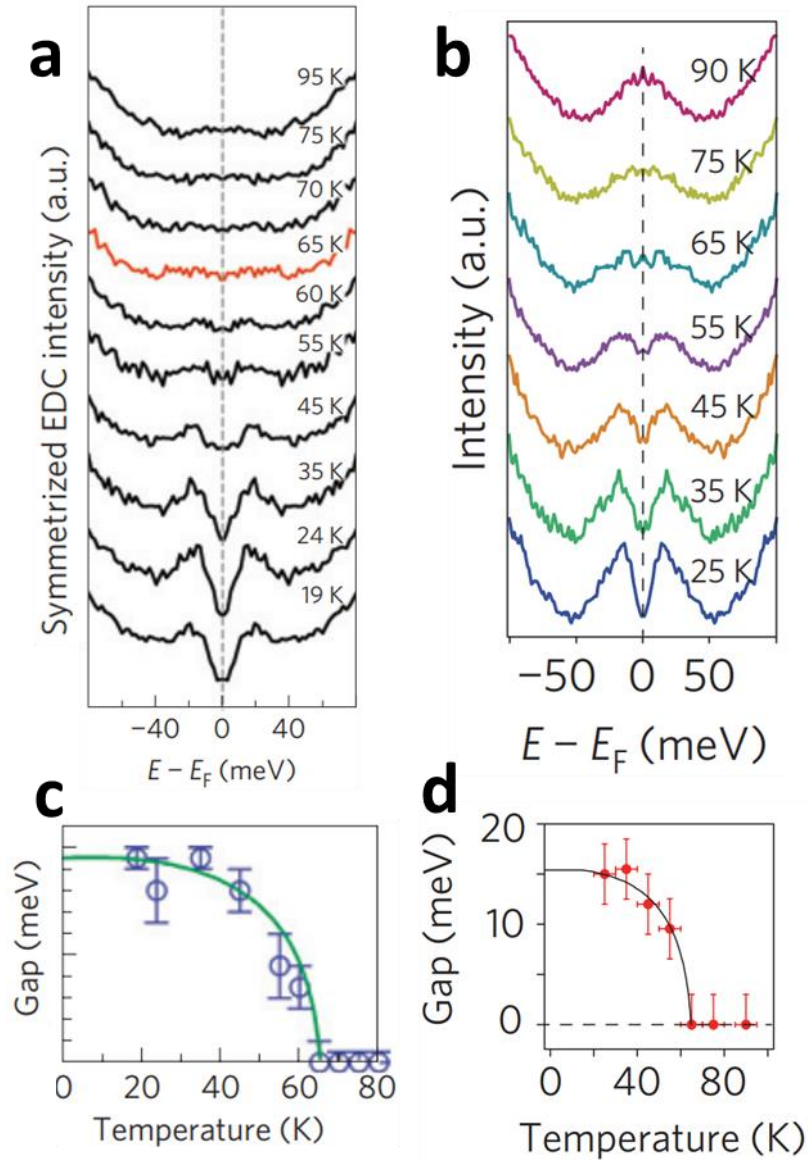 a
95 K
75 K
70 K
65 K
60 K
55 K
45 K
35 K
24 K
19 K
Symmetrized EDC intensity (a.u.)
−40 0 40
E − E_F (meV)
b
90 K
75 K
65 K
55 K
45 K
35 K
25 K
Intensity (a.u.)
−50 0 50
E − E_F (meV)
c
Gap (meV)
0 20 40 60 80
Temperature (K)
d
20
10
0
Gap (meV)
0 40 80
Temperature (K)